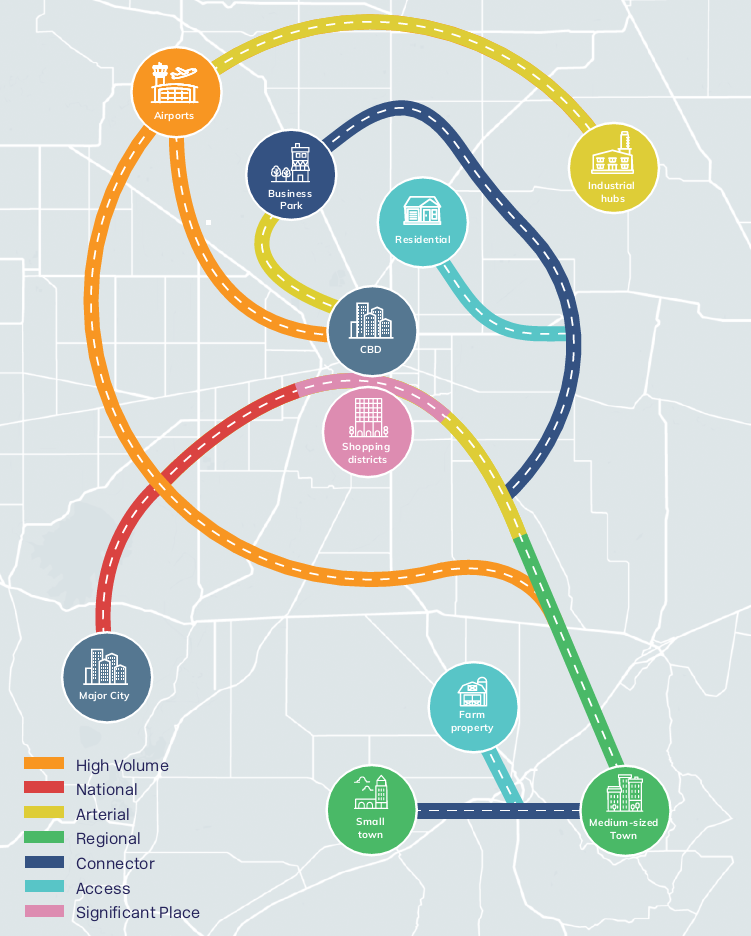 Airports
Business
Park
Industrial
hubs
Residential
CBD
Shopping
districts
Major City
Farm
property
Small
town
Medium-sized
Town
High Volume
National
Arterial
Regional
Connector
Access
Significant Place